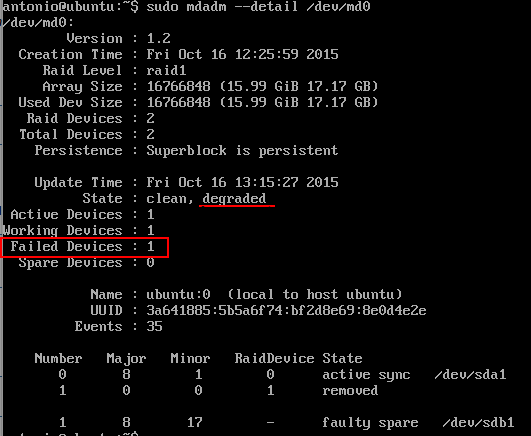 antonio@ubuntu:~$ sudo mdadm --detail /dev/md0
/dev/md0:
Version : 1.2
Creation Time : Fri Oct 16 12:25:59 2015
Raid Level : raid1
Array Size : 16766848 (15.99 GiB 17.17 GB)
Used Dev Size : 16766848 (15.99 GiB 17.17 GB)
Raid Devices : 2
Total Devices : 2
Persistence : Superblock is persistent
Update Time : Fri Oct 16 13:15:27 2015
State : clean, degraded
Active Devices : 1
Working Devices : 1
Failed Devices : 1
Spare Devices : 0
Name : ubuntu:0 (local to host ubuntu)
UUID : 3a641885:5b5a6f74:bf2d8e69:8e0d4e2e
Events : 35
Number Major Minor RaidDevice State
0 8 1 0 active sync /dev/sda1
1 0 0 1 removed
1 8 17 - faulty spare /dev/sdb1